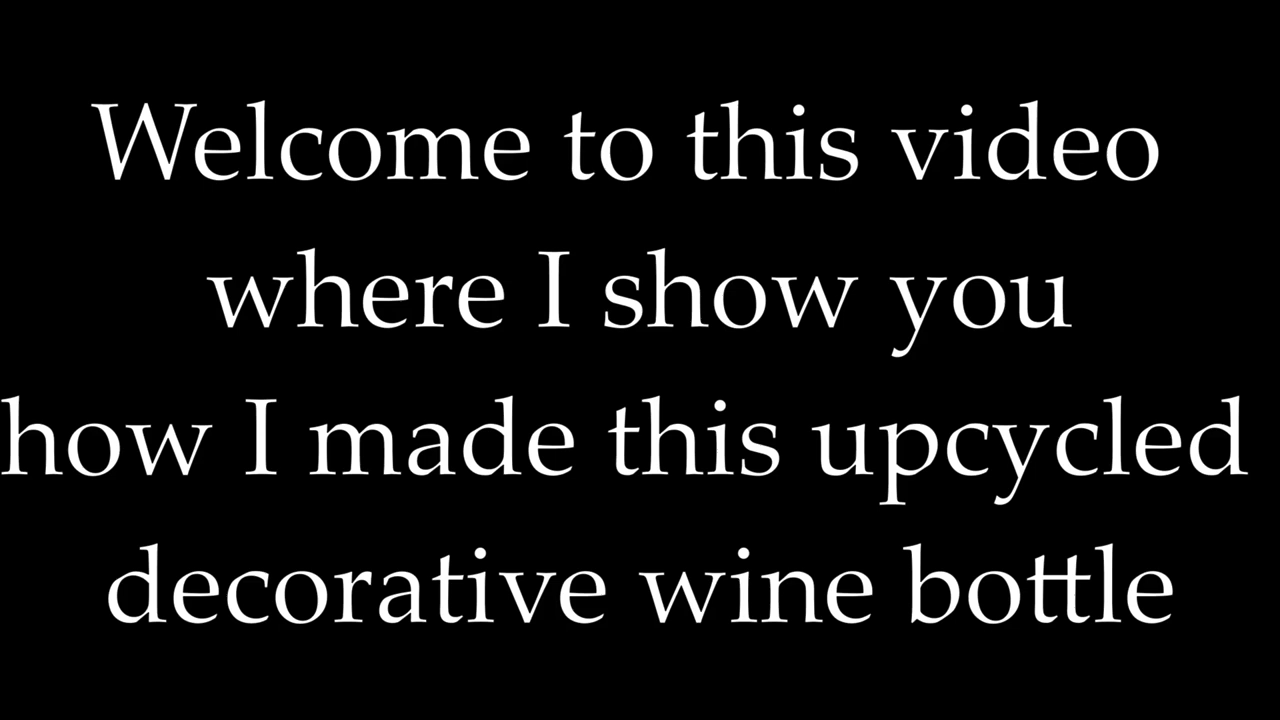 Welcome to this video
where I show you
how I made this upcycled
decorative wine bottle